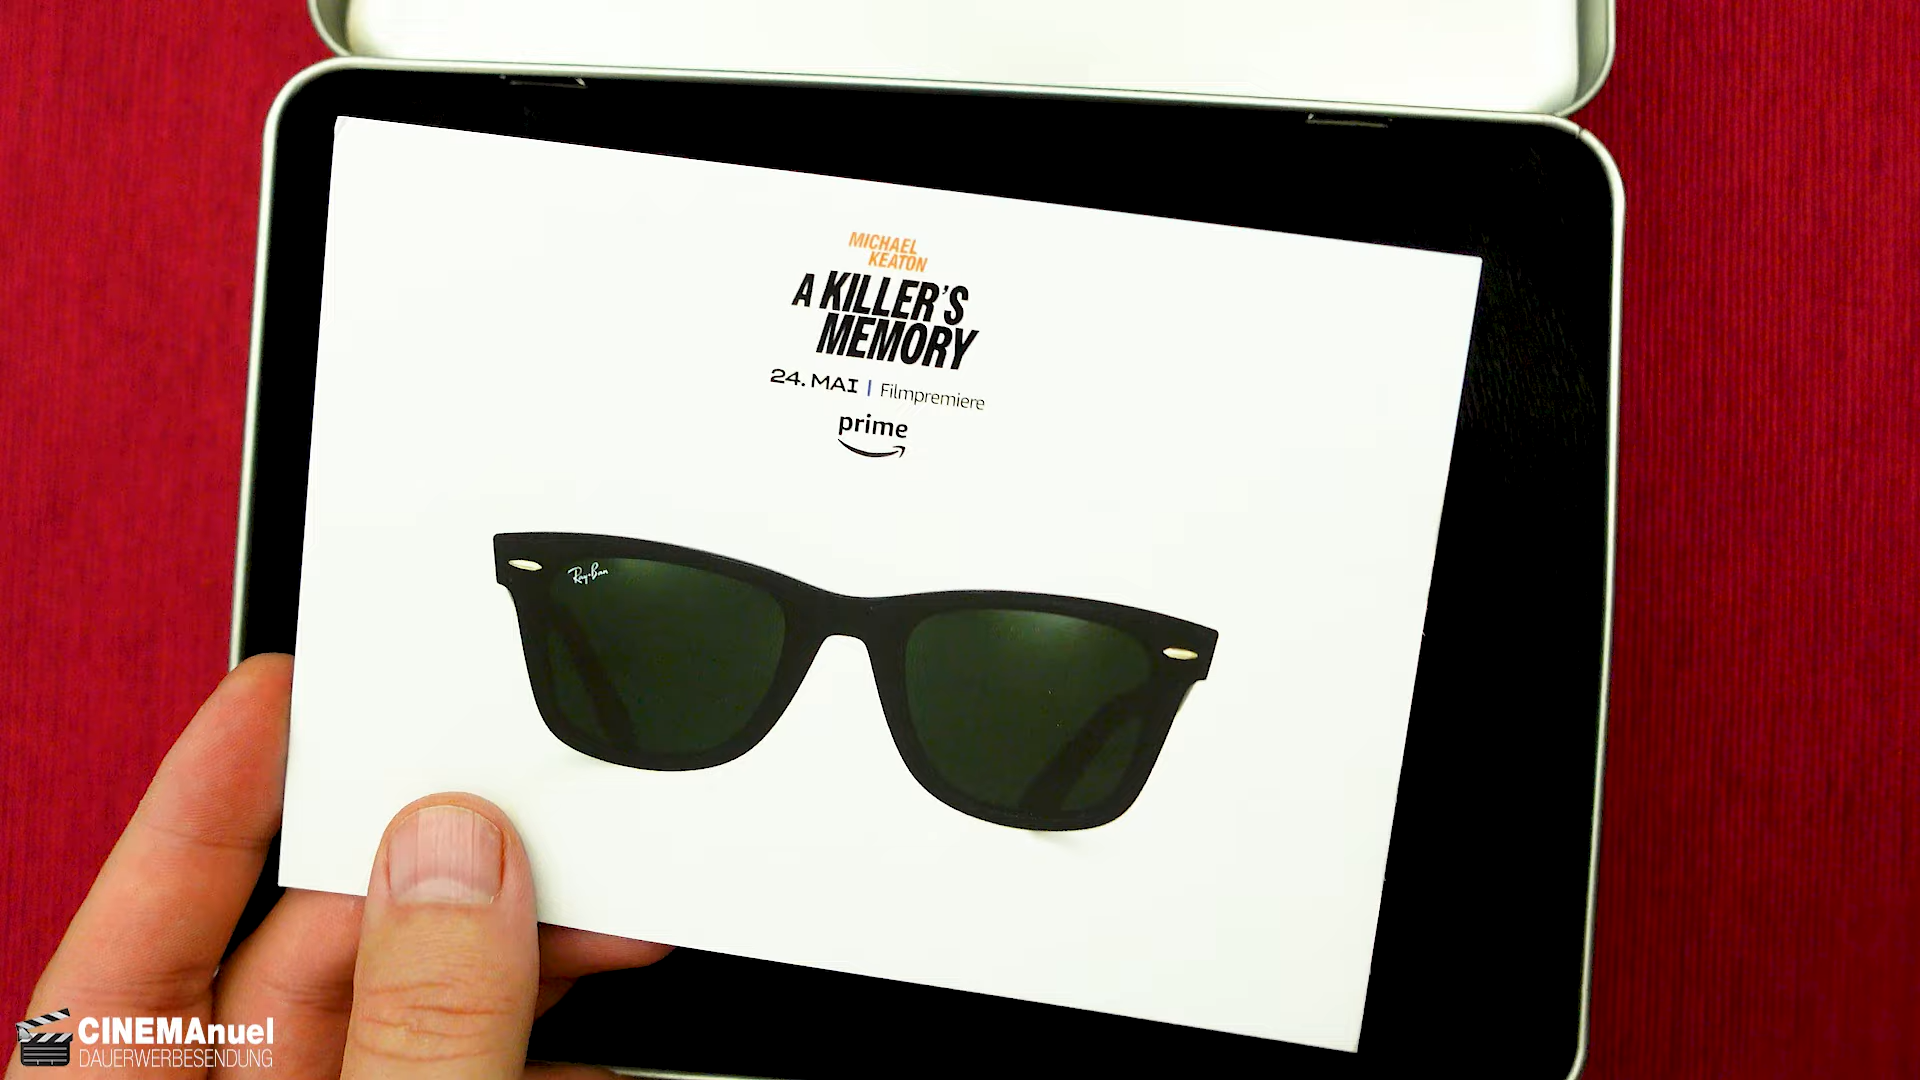 MICHAEL
KEATON
A KILLER'S
MEMORY
24. MAI | Filmpremiere
prime
Ray-Ban
CINEMAnuel
DAUERWERBESENDUNG